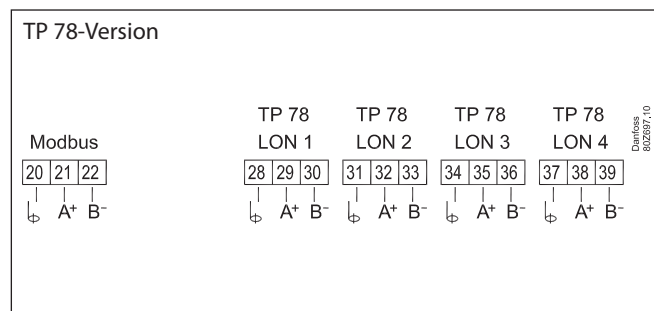 TP 78-Version
TP 78 TP 78 TP 78 TP 78
Modbus LON 1 LON 2 LON 3 LON 4
20 21 22 28 29 30 31 32 33 34 35 36 37 38 39
A+ B- A+ B- A+ B- A+ B- A+ B-
Danfoss
80Z697,10